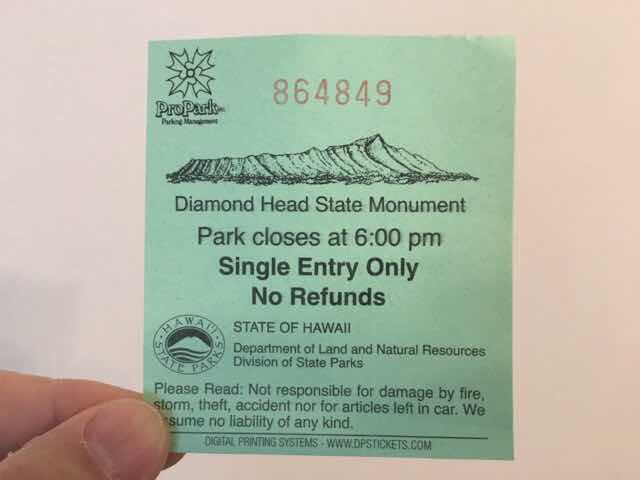 864849
ProPark INC.
Parking Management
Diamond Head State Monument
Park closes at 6:00 pm
Single Entry Only
No Refunds
HAWAII STATE PARKS
STATE OF HAWAII
Department of Land and Natural Resources
Division of State Parks
Please Read: Not responsible for damage by fire,
storm, theft, accident nor for articles left in car. We
sume no liability of any kind.
DIGITAL PRINTING SYSTEMS - WWW.DPSTICKETS.COM